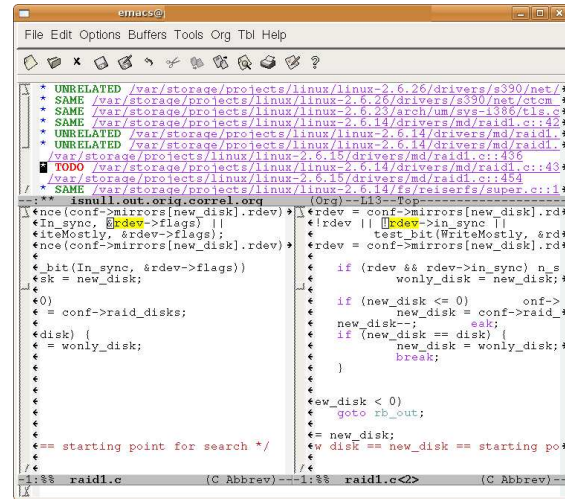 emacs@
File Edit Options Buffers Tools Org Tbl Help
* UNRELATED /var/storage/projects/linux/linux-2.6.26/drivers/s390/net/
* SAME /var/storage/projects/linux/linux-2.6.26/drivers/s390/net/ctcm_
* SAME /var/storage/projects/linux/linux-2.6.23/arch/um/sys-i386/tls.c
* SAME /var/storage/projects/linux/linux-2.6.14/drivers/md/raid1.c::42
* UNRELATED /var/storage/projects/linux/linux-2.6.14/drivers/md/raid1.
* UNRELATED /var/storage/projects/linux/linux-2.6.14/drivers/md/raid1.
/var/storage/projects/linux/linux-2.6.15/drivers/md/raid1.c::436
* TODO /var/storage/projects/linux/linux-2.6.14/drivers/md/raid1.c::43
/var/storage/projects/linux/linux-2.6.15/drivers/md/raid1.c::454
* SAME /var/storage/projects/linux/linux-2.6.14/fs/reiserfs/super.c::1
--:** isnull.out.orig.correl.org (Org)--L13--Top
nce(conf->mirrors[new_disk].rdev)
In_sync, &rdev->flags) ||
iteMostly, &rdev->flags);
nce(conf->mirrors[new_disk].rdev)
_bit(In_sync, &rdev->flags))
sk = new_disk;
0)
= conf->raid_disks;
disk) {
= wonly_disk;
== starting point for search */
-1:%% raid1.c (C Abbrev)--
rdev = conf->mirrors[new_disk].rd
!rdev || !rdev->in_sync ||
test_bit(WriteMostly, &rd
rdev = conf->mirrors[new_disk].rd
if (rdev && rdev->in_sync) n_s
wonly_disk = new_disk;
if (new_disk <= 0) onf->
new_disk = conf->raid_
new_disk--; eak;
if (new_disk == disk) {
new_disk = wonly_disk;
break;
}
ew_disk < 0)
goto rb_out;
= new_disk;
w disk == new_disk == starting po
-1:%% raid1.c<2> (C Abbrev)--